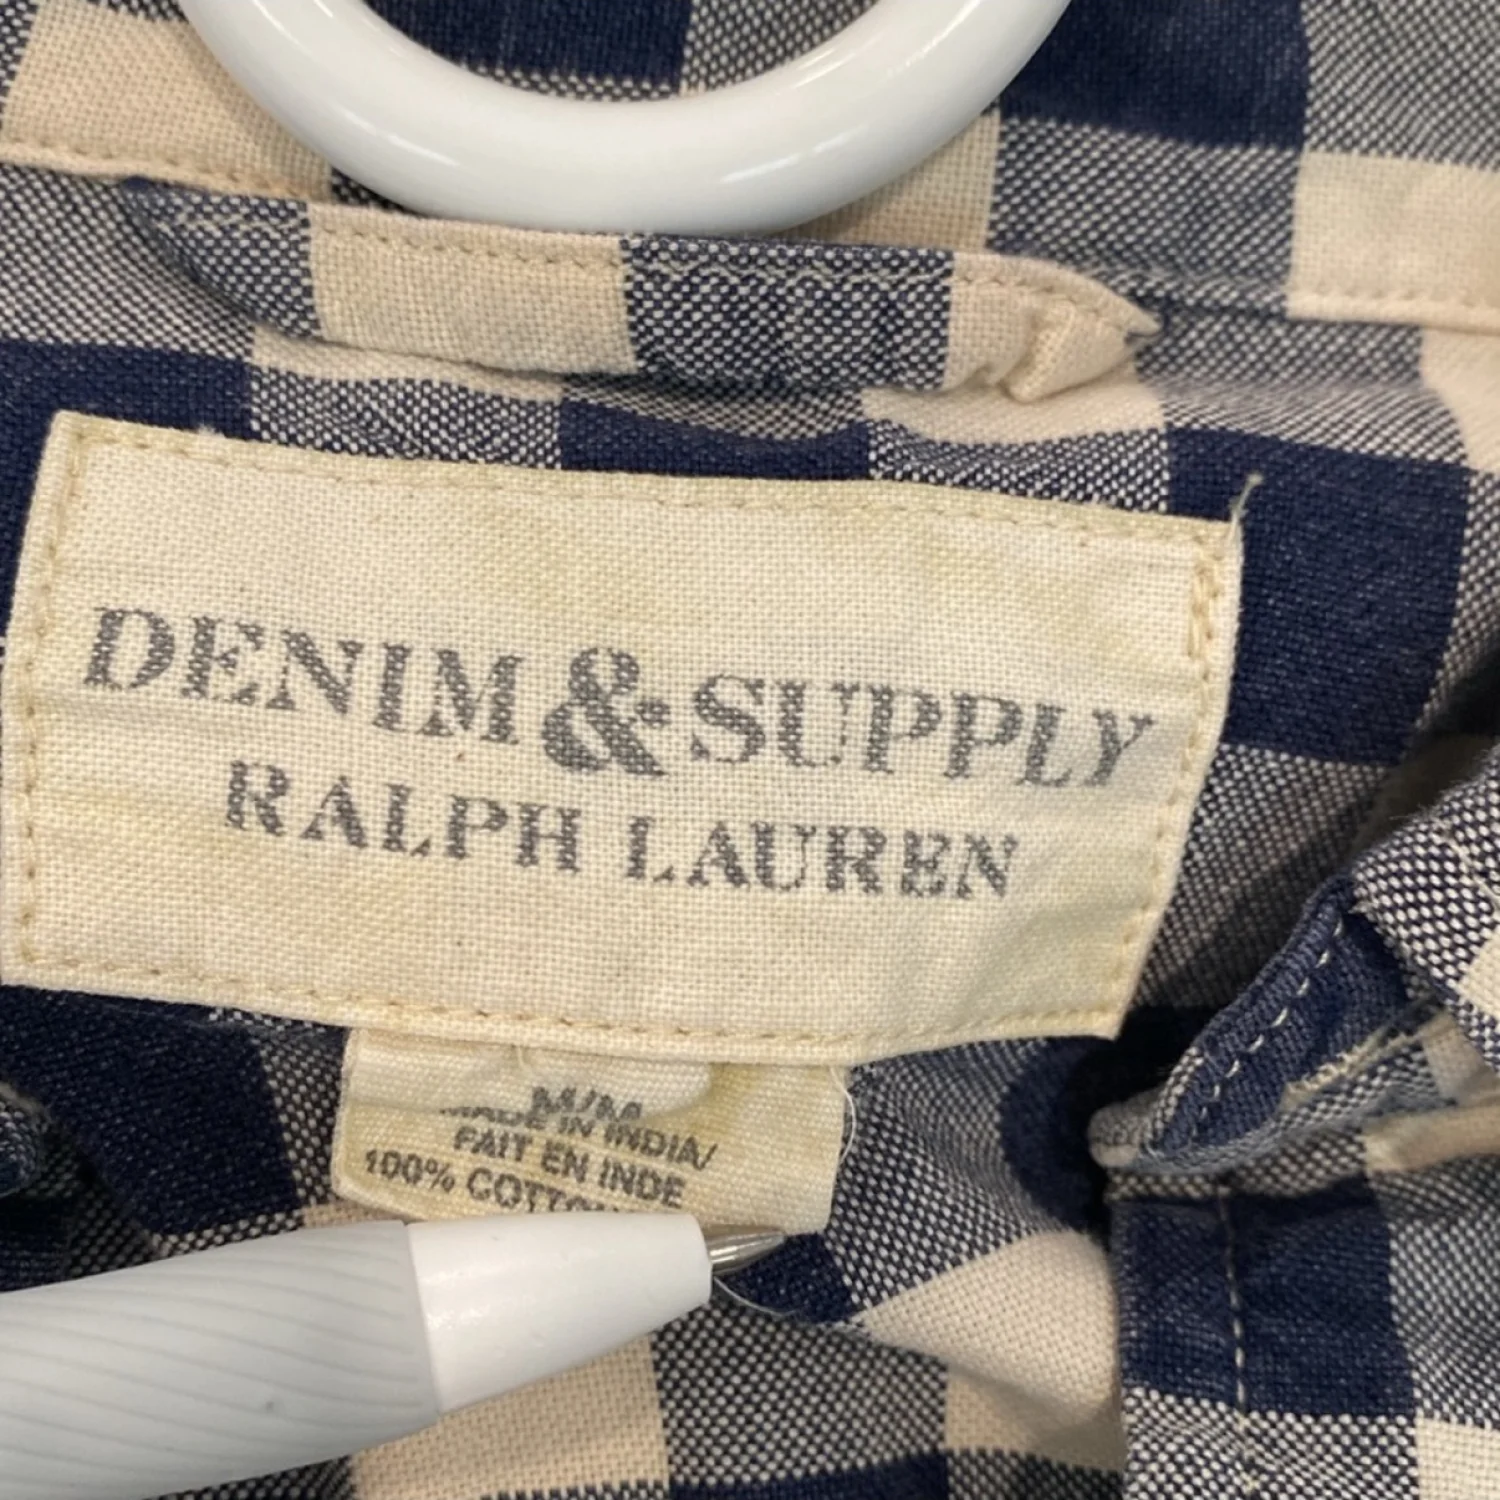 DENIM & SUPPLY
RALPH LAUREN
M/M
MADE IN INDIA/
FAIT EN INDE
100% COTTON